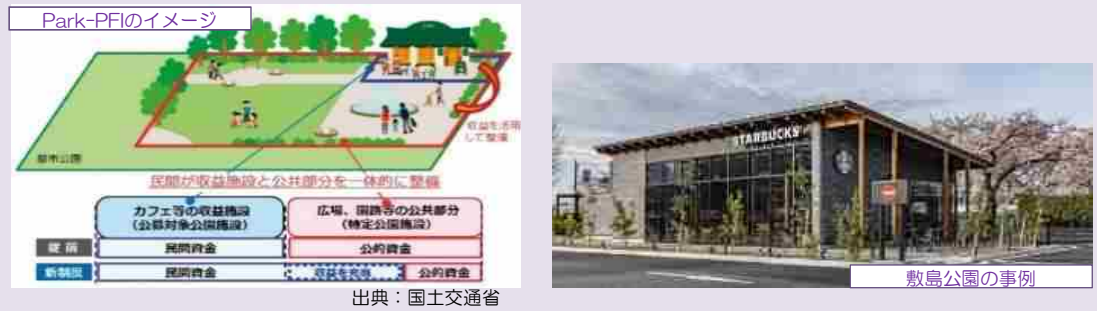 Park-PFIのイメージ
収益を活用
して整備
都市公園
民間が収益施設と公共部分を一体的に整備
カフェ等の収益施設
(公募対象公園施設)
広場、園路等の公共部分
(特定公園施設)
従前
民間資金
公的資金
新制度
民間資金
収益を充当
公的資金
出典：国土交通省
STARBUCKS
敷島公園の事例